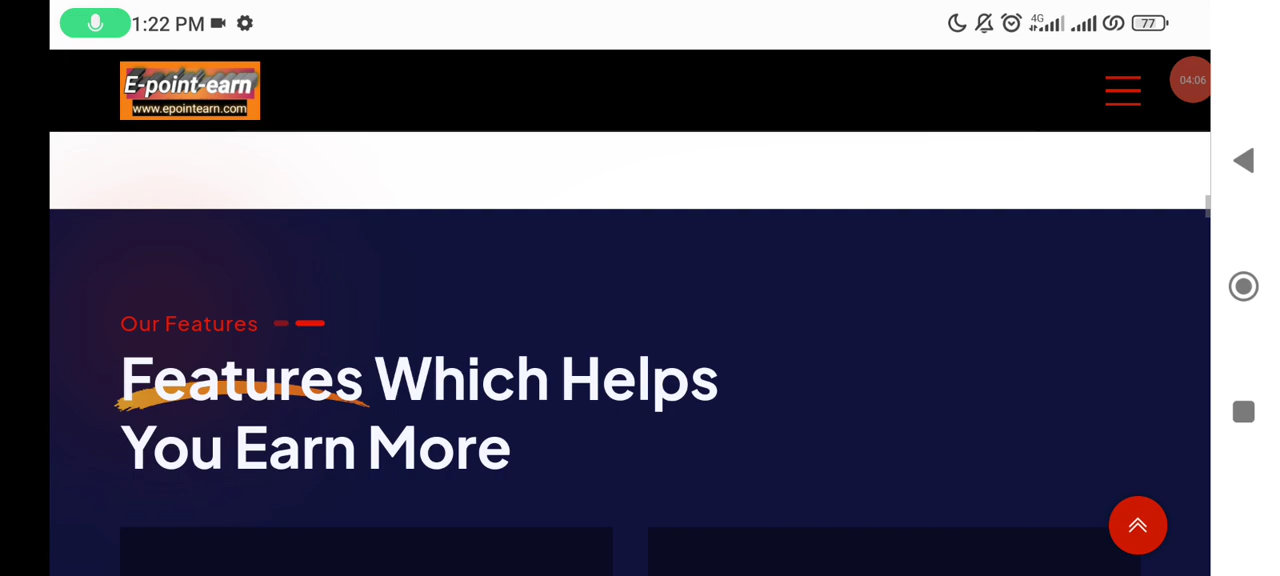 1:22 PM
4G
77
E-point-earn
www.epointearn.com
04:06
Our Features
Features Which Helps
You Earn More